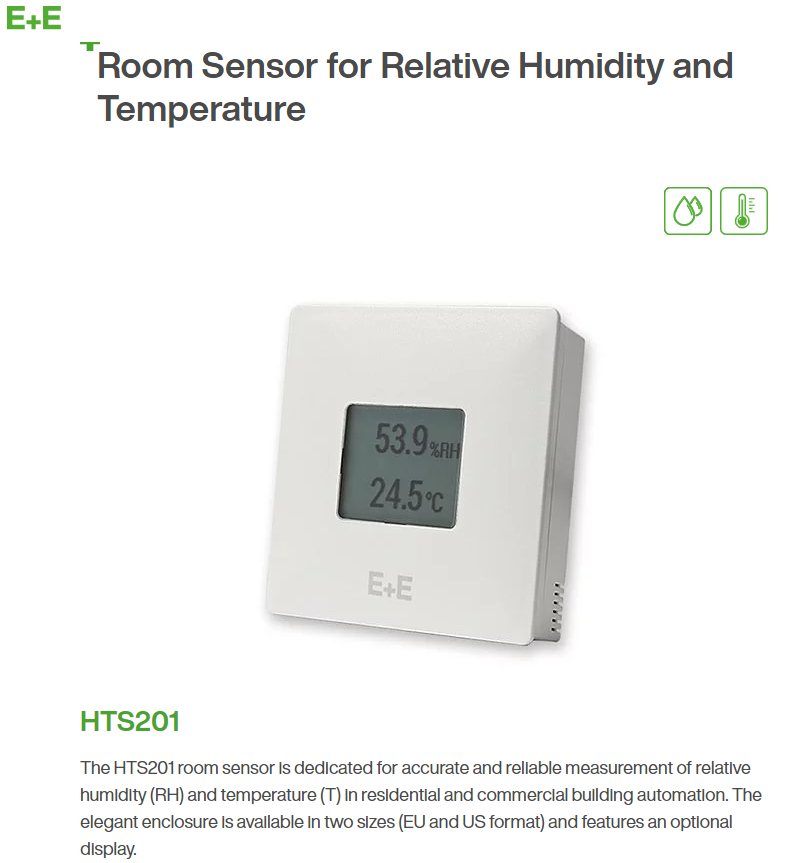 E+E
Room Sensor for Relative Humidity and
Temperature
53.9 %RH
24.5 °C
E+E
HTS201
The HTS201 room sensor is dedicated for accurate and reliable measurement of relative
humidity (RH) and temperature (T) in residential and commercial building automation. The
elegant enclosure is available in two sizes (EU and US format) and features an optional
display.